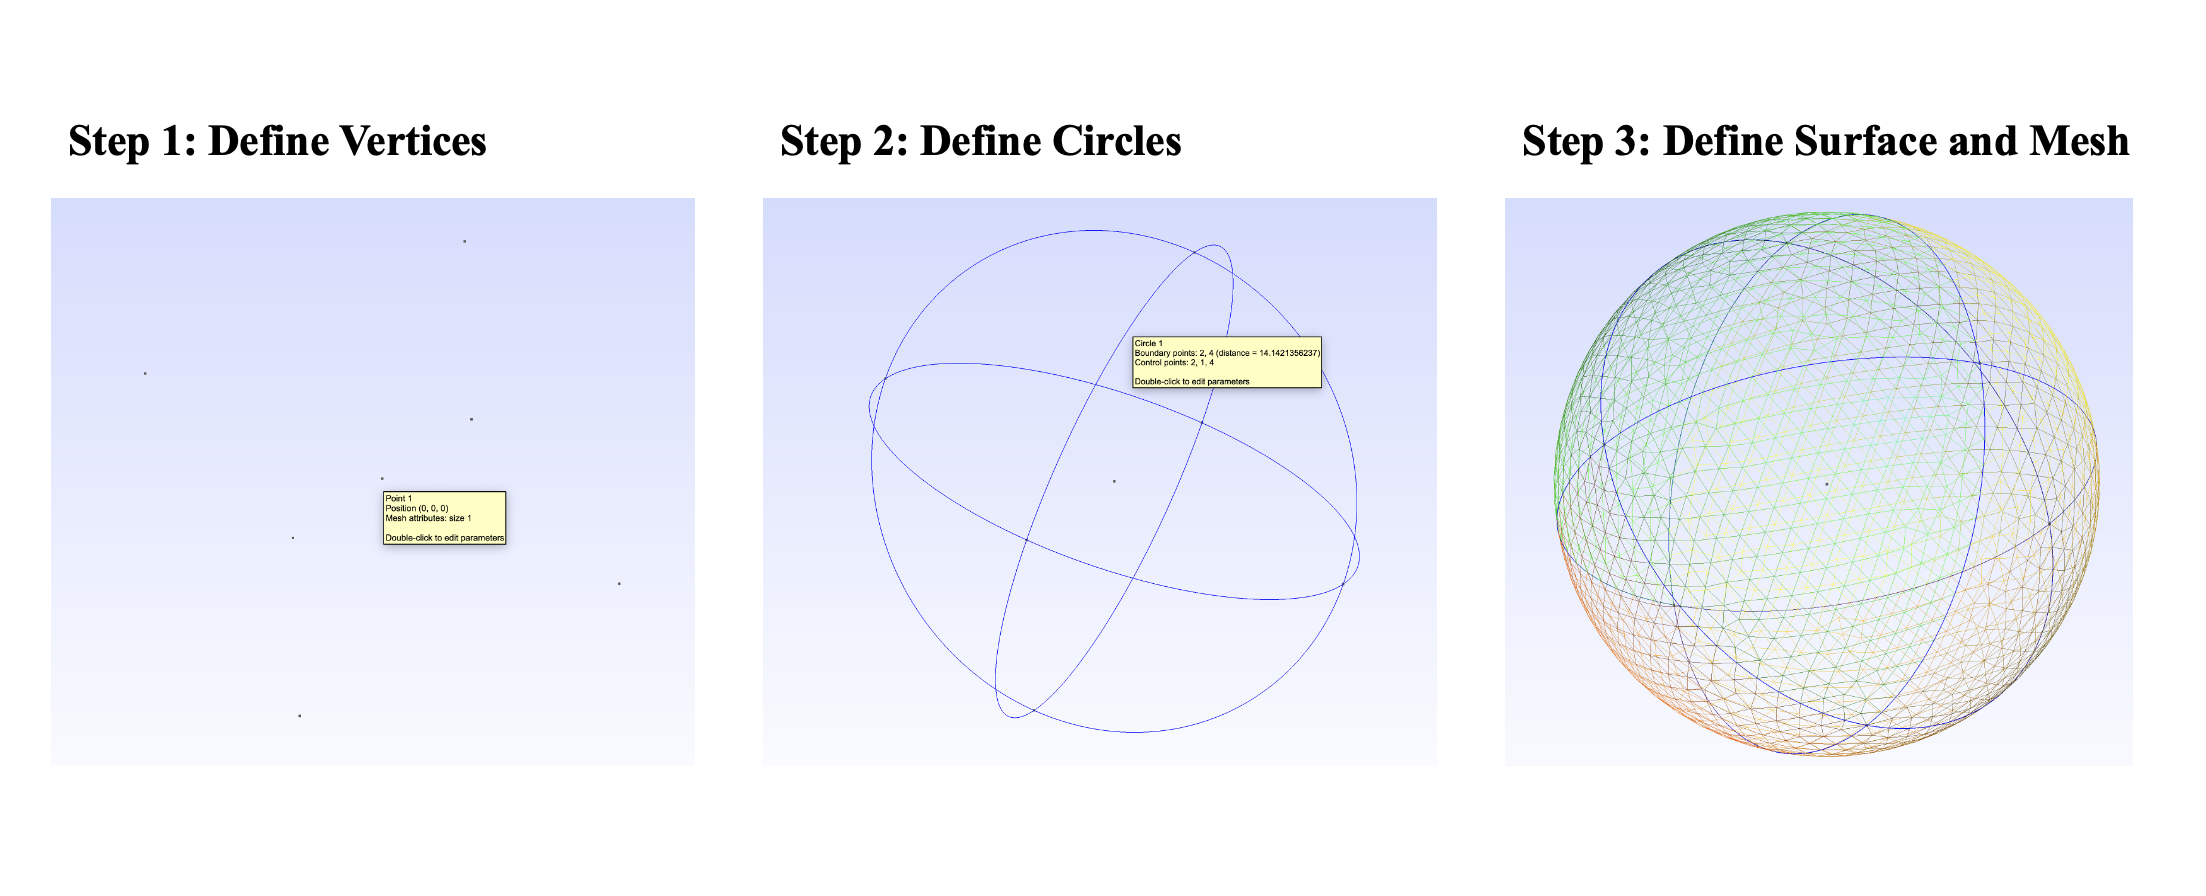 Step 1: Define Vertices
Step 2: Define Circles
Step 3: Define Surface and Mesh
Point 1
Position (0, 0, 0)
Mesh attributes: size 1
Double-click to edit parameters
Circle 1
Boundary points: 2, 4 (distance = 14.1421356237)
Control points: 2, 1, 4
Double-click to edit parameters